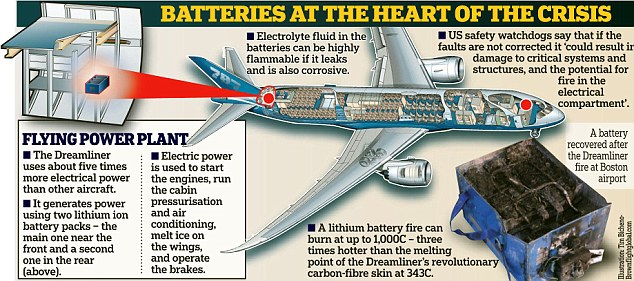 BATTERIES AT THE HEART OF THE CRISIS
■ Electrolyte fluid in the
batteries can be highly
flammable if it leaks
and is also corrosive.
■ US safety watchdogs say that if the
faults are not corrected it ‘could result in
damage to critical systems and
structures, and the potential for
fire in the
electrical
compartment’.
FLYING POWER PLANT
■ The Dreamliner
uses about five times
more electrical power
than other aircraft.
■ It generates power
using two lithium ion
battery packs – the
main one near the
front and a second
one in the rear
(above).
■ Electric power
is used to start
the engines, run
the cabin
pressurisation
and air
conditioning,
melt ice on
the wings,
and operate
the brakes.
■ A lithium battery fire can
burn at up to 1,000C – three
times hotter than the melting
point of the Dreamliner’s revolutionary
carbon-fibre skin at 343C.
A battery
recovered after
the Dreamliner
fire at Boston
airport
Illustration: Tim